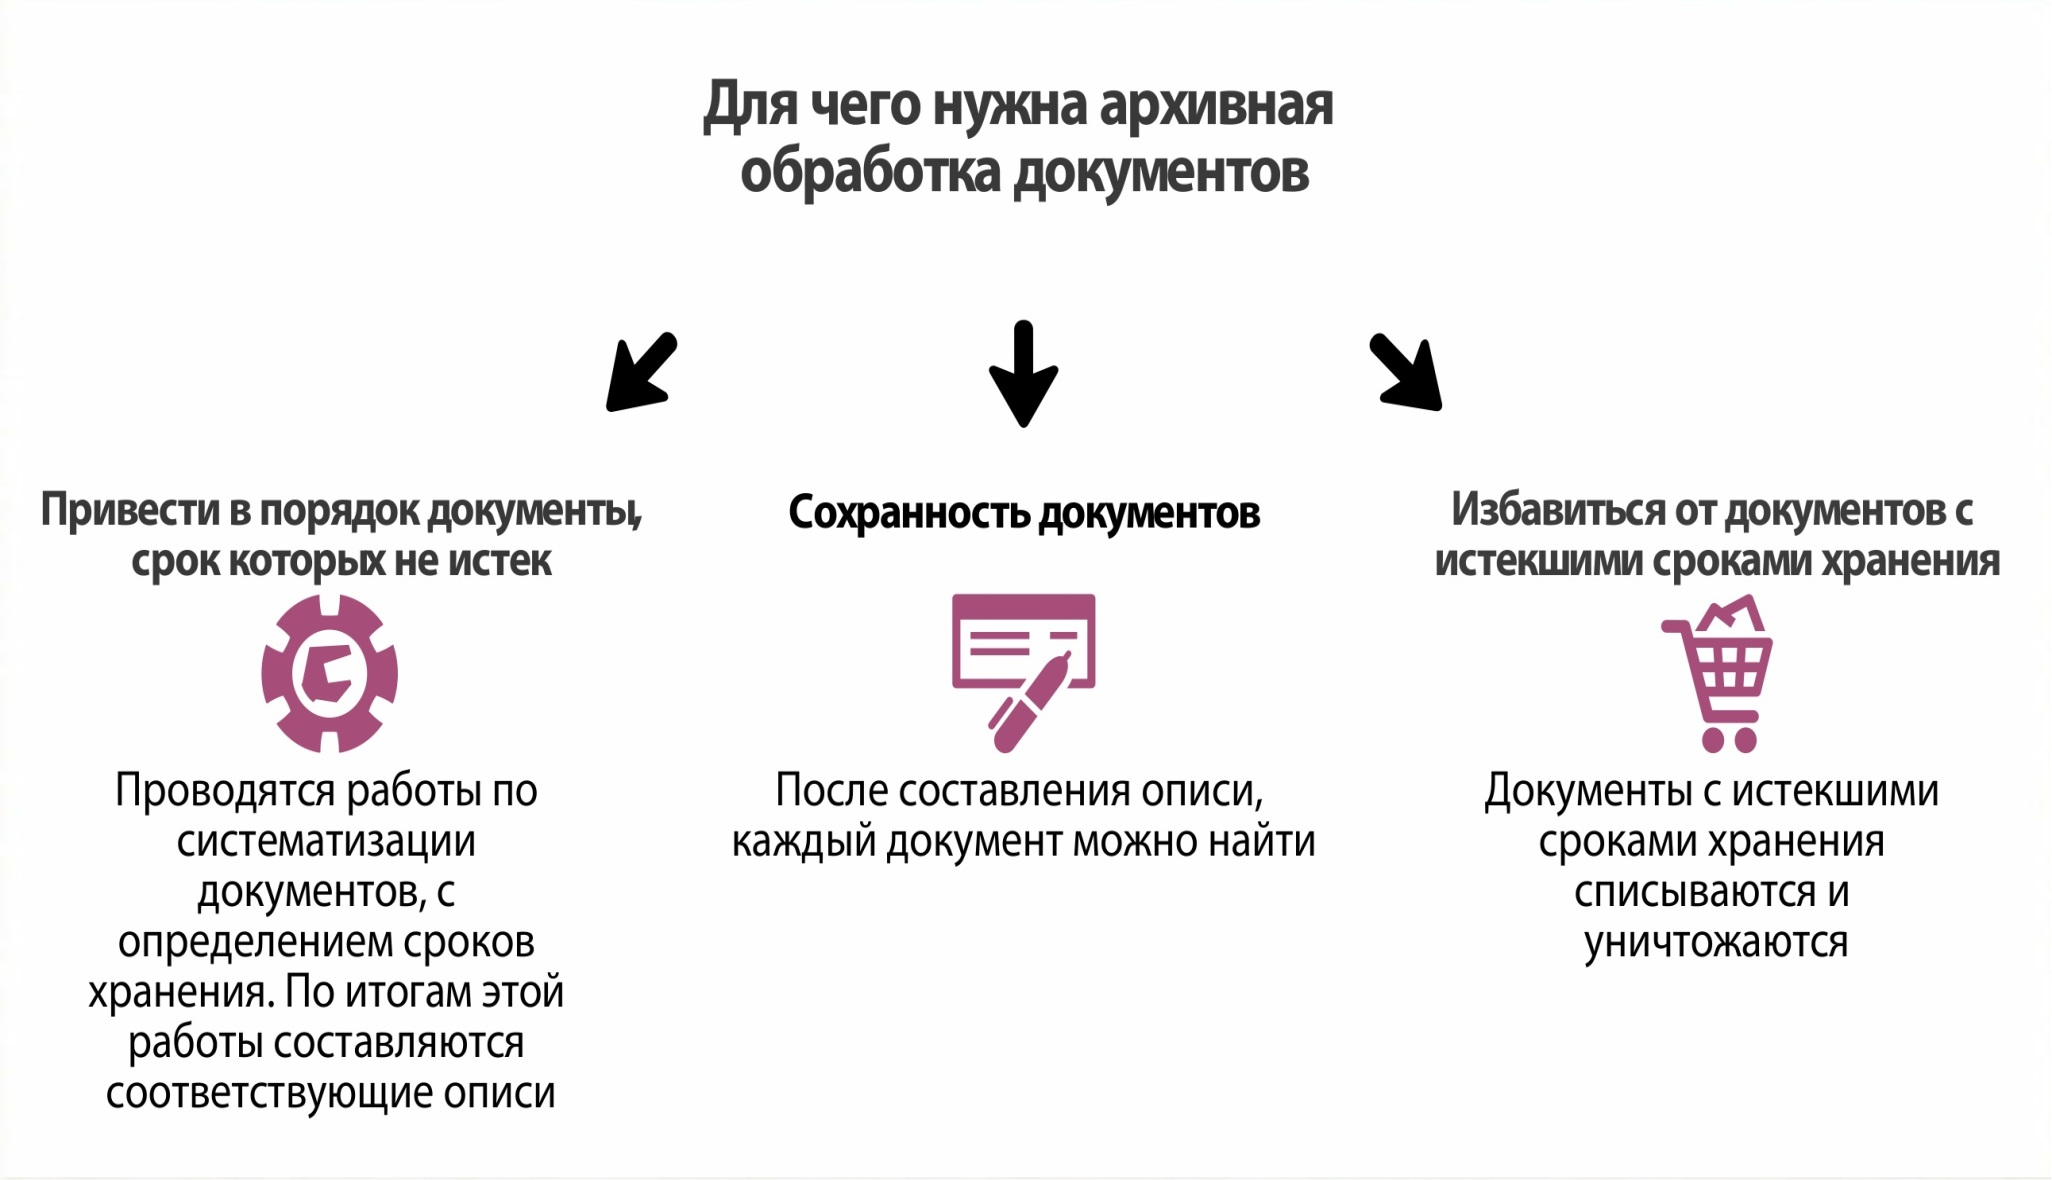 Для чего нужна архивная
обработка документов
Привести в порядок документы,
срок которых не истек
Проводятся работы по
систематизации
документов, с
определением сроков
хранения. По итогам этой
работы составляются
соответствующие описи
Сохранность документов
После составления описи,
каждый документ можно найти
Избавиться от документов с
истекшими сроками хранения
Документы с истекшими
сроками хранения
списываются и
уничтожаются